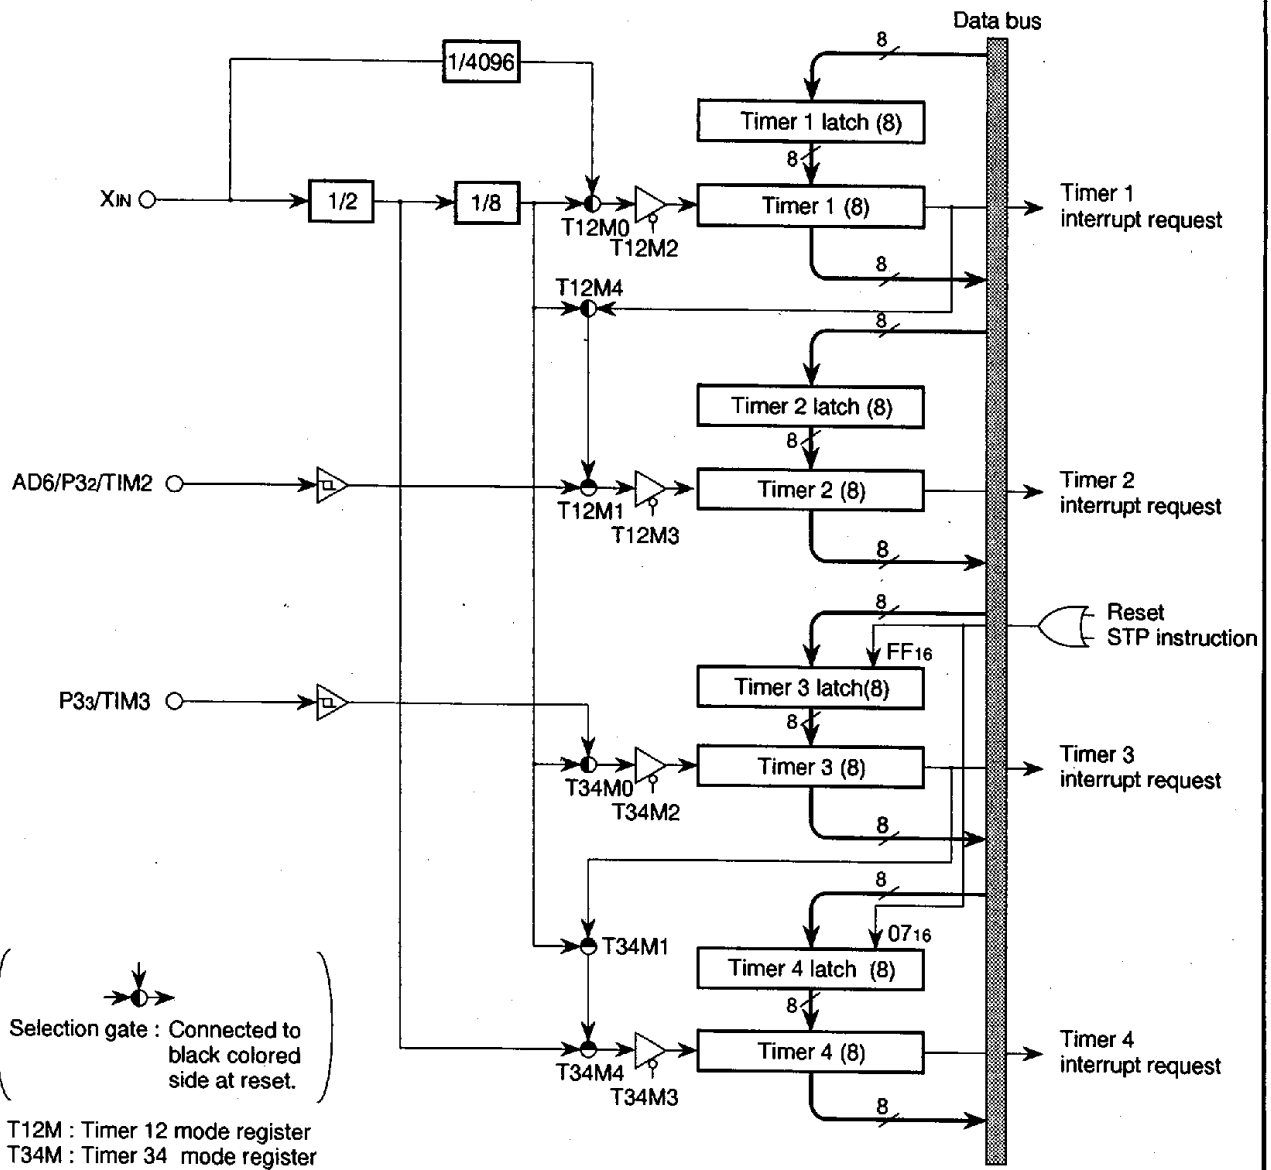 Data bus
8
1/4096
Timer 1 latch (8)
8
XIN
1/2
1/8
T12M0
T12M2
Timer 1 (8)
Timer 1
interrupt request
8
T12M4
8
Timer 2 latch (8)
8
AD6/P32/TIM2
T12M1
T12M3
Timer 2 (8)
Timer 2
interrupt request
8
8
Reset
STP instruction
FF16
Timer 3 latch(8)
8
P33/TIM3
T34M0
T34M2
Timer 3 (8)
Timer 3
interrupt request
8
8
0716
T34M1
Timer 4 latch (8)
8
T34M4
T34M3
Timer 4 (8)
Timer 4
interrupt request
8
Selection gate : Connected to
black colored
side at reset.
T12M : Timer 12 mode register
T34M : Timer 34 mode register